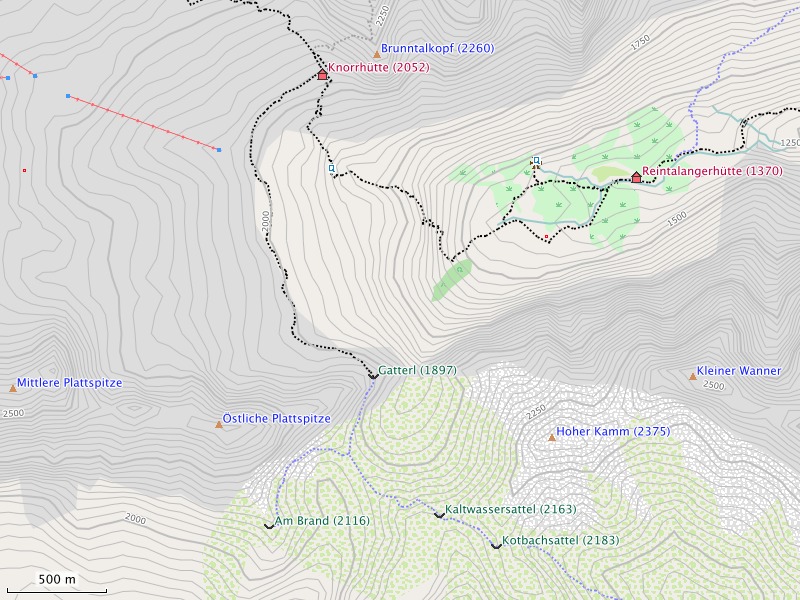 2250
Brunntalkopf (2260)
1750
Knorrhütte (2052)
1250
Reintalangerhütte (1370)
2000
1500
Gatterl (1897)
Kleiner Wanner
Mittlere Plattspitze
2500
2500
Östliche Plattspitze
2250
Hoher Kamm (2375)
Kaltwassersattel (2163)
2000
Am Brand (2116)
Kotbachsattel (2183)
500 m